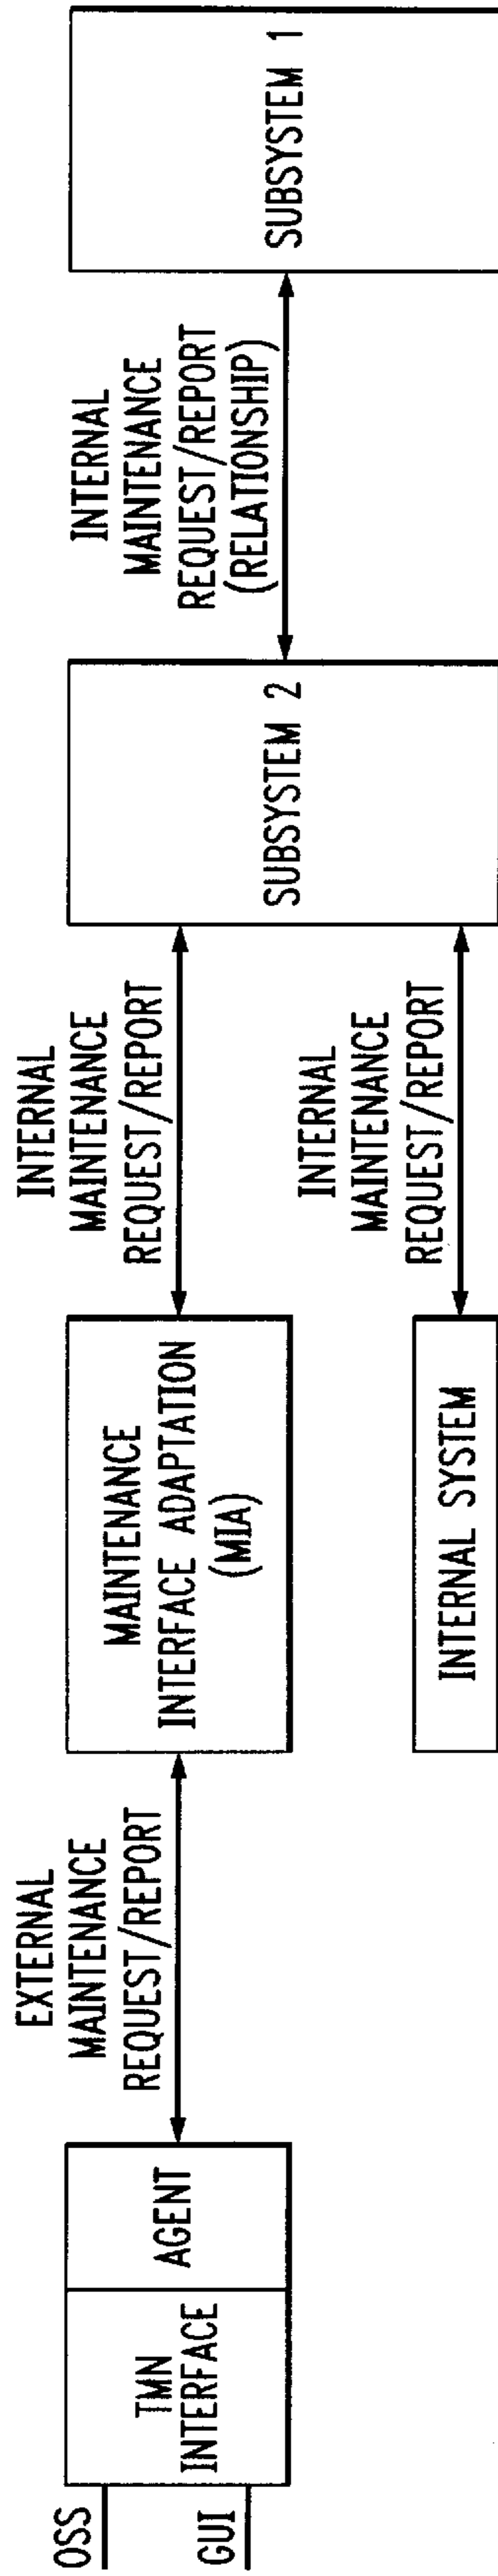 OSS
GUI
TMN
INTERFACE
AGENT
EXTERNAL
MAINTENANCE
REQUEST/REPORT
MAINTENANCE
INTERFACE ADAPTATION
(MIA)
INTERNAL SYSTEM
INTERNAL
MAINTENANCE
REQUEST/REPORT
INTERNAL
MAINTENANCE
REQUEST/REPORT
SUBSYSTEM 2
INTERNAL
MAINTENANCE
REQUEST/REPORT
(RELATIONSHIP)
SUBSYSTEM 1